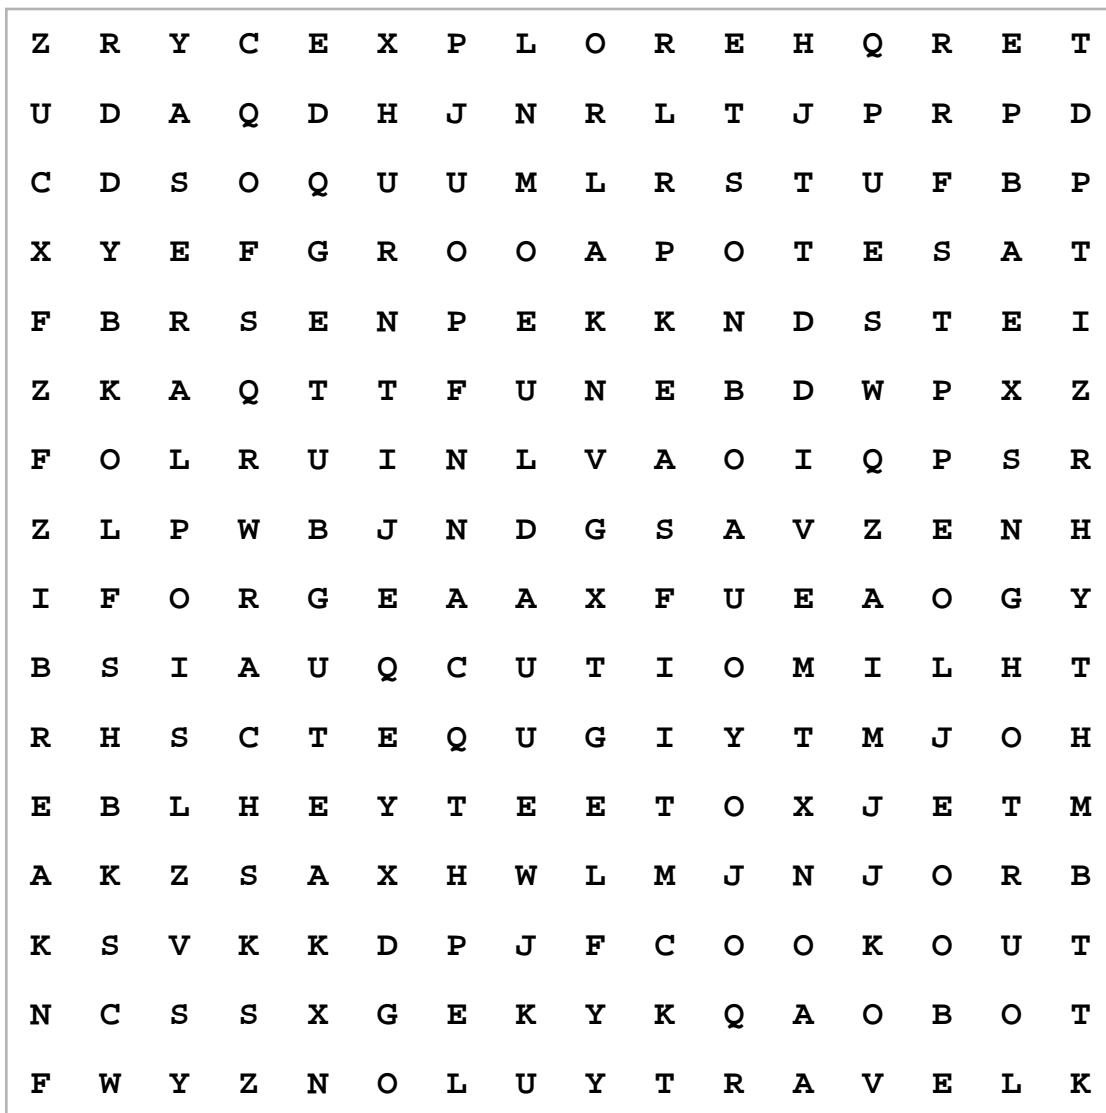 Z R Y C E X P L O R E H Q R E T
U D A Q D H J N R L T J P R P D
C D S O Q U U M L R S T U F B P
X Y E F G R O O A P O T E S A T
F B R S E N P E K K N D S T E I
Z K A Q T T F U N E B D W P X Z
F O L R U I N L V A O I Q P S R
Z L P W B J N D G S A V Z E N H
I F O R G E A A X F U E A O G Y
B S I A U Q C U T I O M I L H T
R H S C T E Q U G I Y T M J O H
E B L H E Y T E E T O X J E T M
A K Z S A X H W L M J N J O R B
K S V K K D P J F C O O K O U T
N C S S X G E K Y K Q A O B O T
F W Y Z N O L U Y T R A V E L K